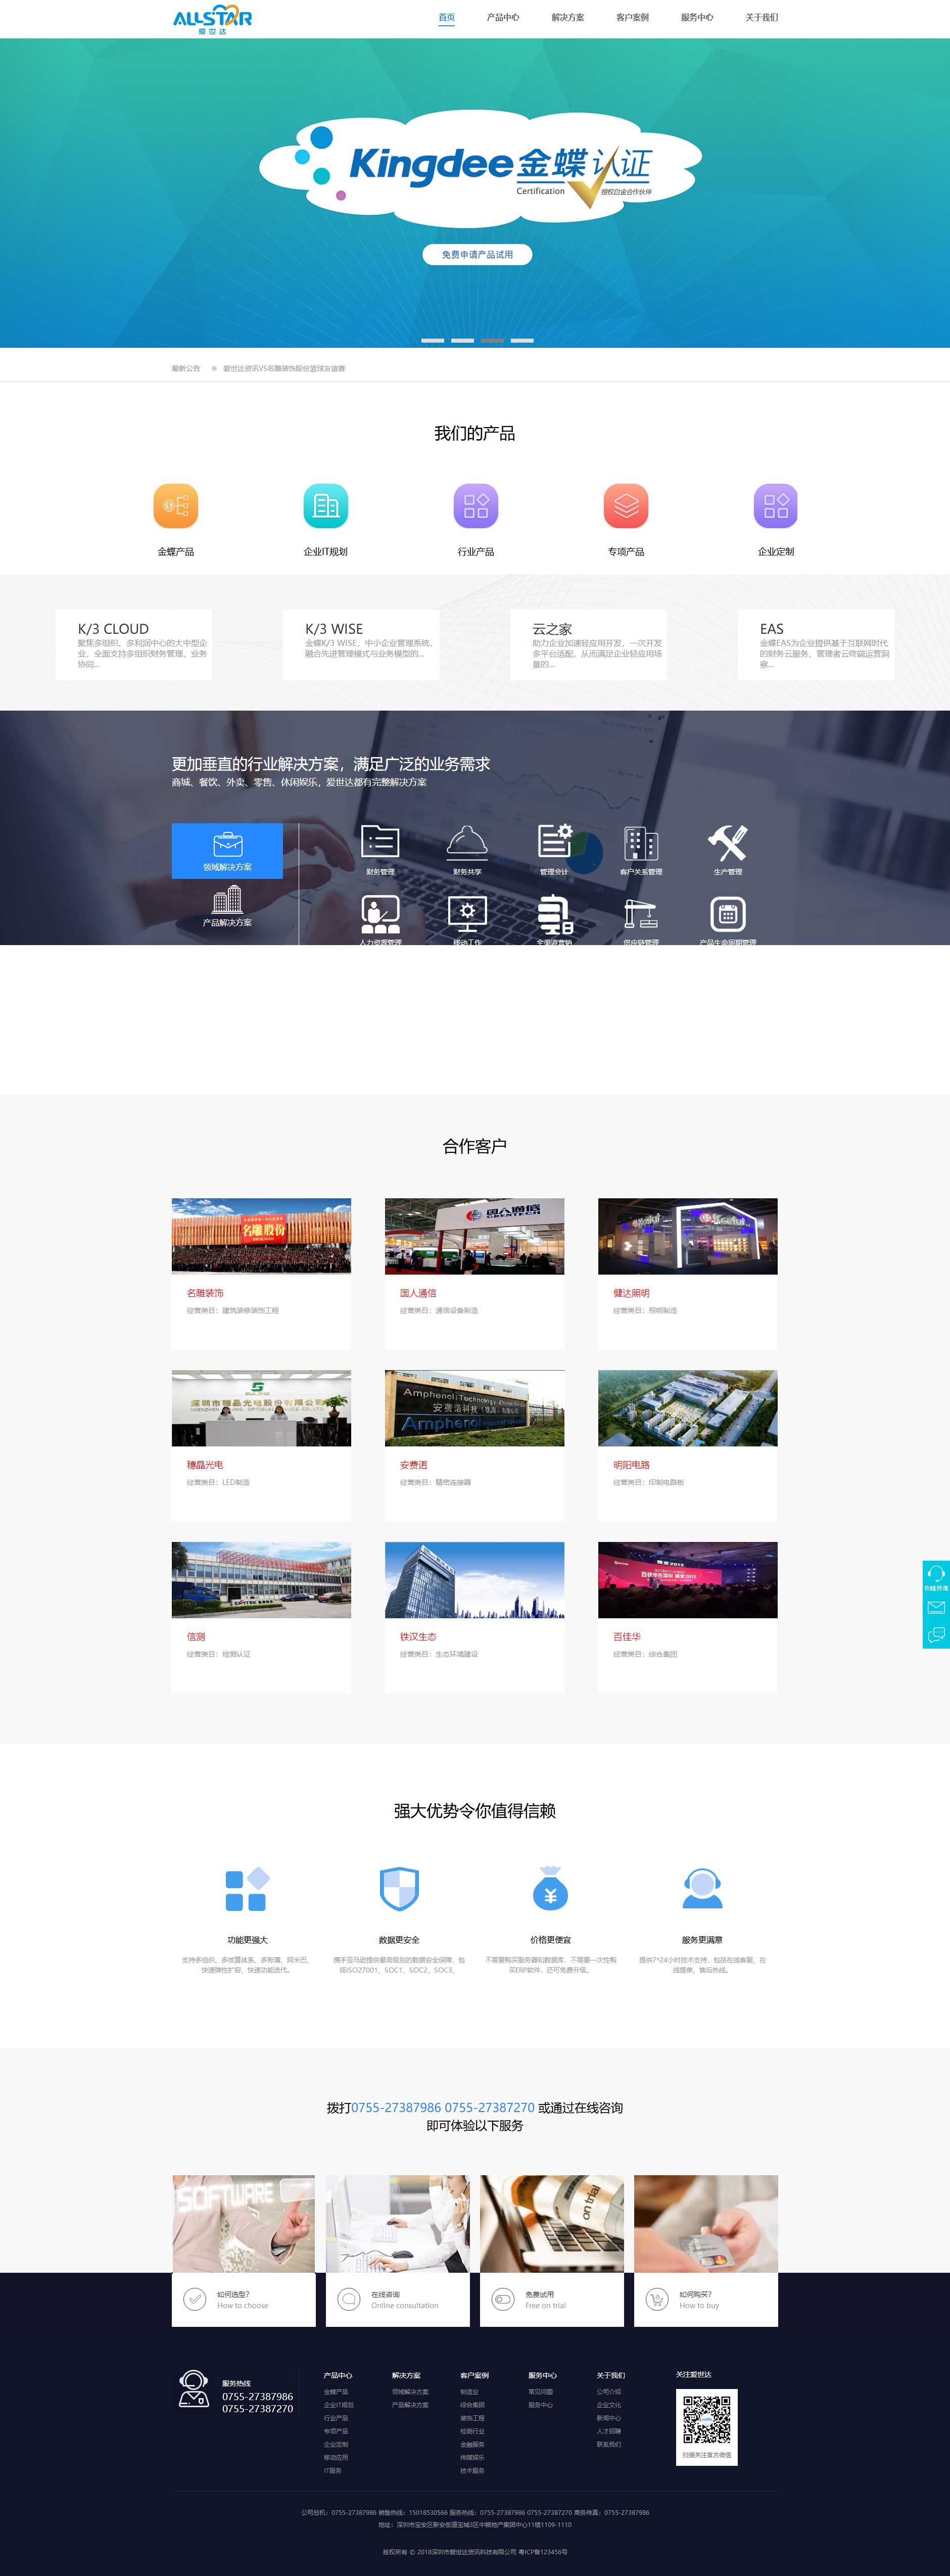 ALLSTAR
爱世达
首页 产品中心 解决方案 客户案例 服务中心 关于我们
Kingdee金蝶认证
Certification 授权白金合作伙伴
免费申请产品试用
最新公告 爱世达资讯VS名雕装饰股份篮球友谊赛
我们的产品
金蝶产品 企业IT规划 行业产品 专项产品 企业定制
K/3 CLOUD
聚焦多组织、多利润中心的大中型企
业，全面支持多组织财务管理、业务
协同...
K/3 WISE
金蝶K/3 WISE，中小企业管理系统，
融合先进管理模式与业务模型的...
云之家
助力企业加速轻应用开发，一次开发
多平台适配，从而满足企业轻应用场
景的...
EAS
金蝶EAS为企业提供基于互联网时代
的财务云服务、管理者云终端运营洞
察...
更加垂直的行业解决方案，满足广泛的业务需求
商城、餐饮、外卖、零售、休闲娱乐，爱世达都有完整解决方案
领域解决方案
产品解决方案
财务管理 财务共享 管理会计 客户关系管理 生产管理
人力资源管理 移动工作 全渠道营销 供应链管理 产品生命周期管理
合作客户
名雕股份
国人通信
GRENTECH
名雕装饰
经营类目：建筑装修装饰工程
国人通信
经营类目：通信设备制造
健达照明
经营类目：照明制造
深圳市穗晶光电股份有限公司
Amphenol Technology
安费诺科技
Amphenol
穗晶光电
经营类目：LED制造
安费诺
经营类目：精密连接器
明阳电路
经营类目：印制电路板
信测
经营类目：检测认证
铁汉生态
经营类目：生态环境建设
百佳华
经营类目：综合集团
在线咨询
强大优势令你值得信赖
功能更强大
支持多组织、多核算体系、多账簿、阿米巴、
快速弹性扩容、快速功能迭代。
数据更安全
携手亚马逊提供最高级别的数据安全保障，包
括ISO27001、SOC1、SOC2、SOC3、
价格更便宜
不需要购买服务器和数据库，不需要一次性购
买ERP软件，还可免费升级。
服务更满意
提供7*24小时技术支持，包括在线客服、在
线提单、售后热线。
拨打0755-27387986 0755-27387270 或通过在线咨询
即可体验以下服务
SOFTWARE
on trial
如何选型?
How to choose
在线咨询
Online consultation
免费试用
Free on trial
如何购买?
How to buy
服务热线
0755-27387986
0755-27387270
产品中心
金蝶产品
企业IT规划
行业产品
专项产品
企业定制
移动应用
IT服务
解决方案
领域解决方案
产品解决方案
客户案例
制造业
综合集团
装饰工程
检测行业
金融服务
传媒娱乐
技术服务
服务中心
常见问题
服务中心
关于我们
公司介绍
企业文化
新闻中心
人才招聘
联系我们
关注爱世达
扫描关注官方微信
公司总机：0755-27387986 销售热线：15018530566 服务热线：0755-27387986 0755-27387270 商务传真：0755-27387986
地址：深圳市宝安区新安街道宝城3区中粮地产集团中心11楼1109-1110
版权所有 © 2018深圳市爱世达资讯科技有限公司 粤ICP备123456号